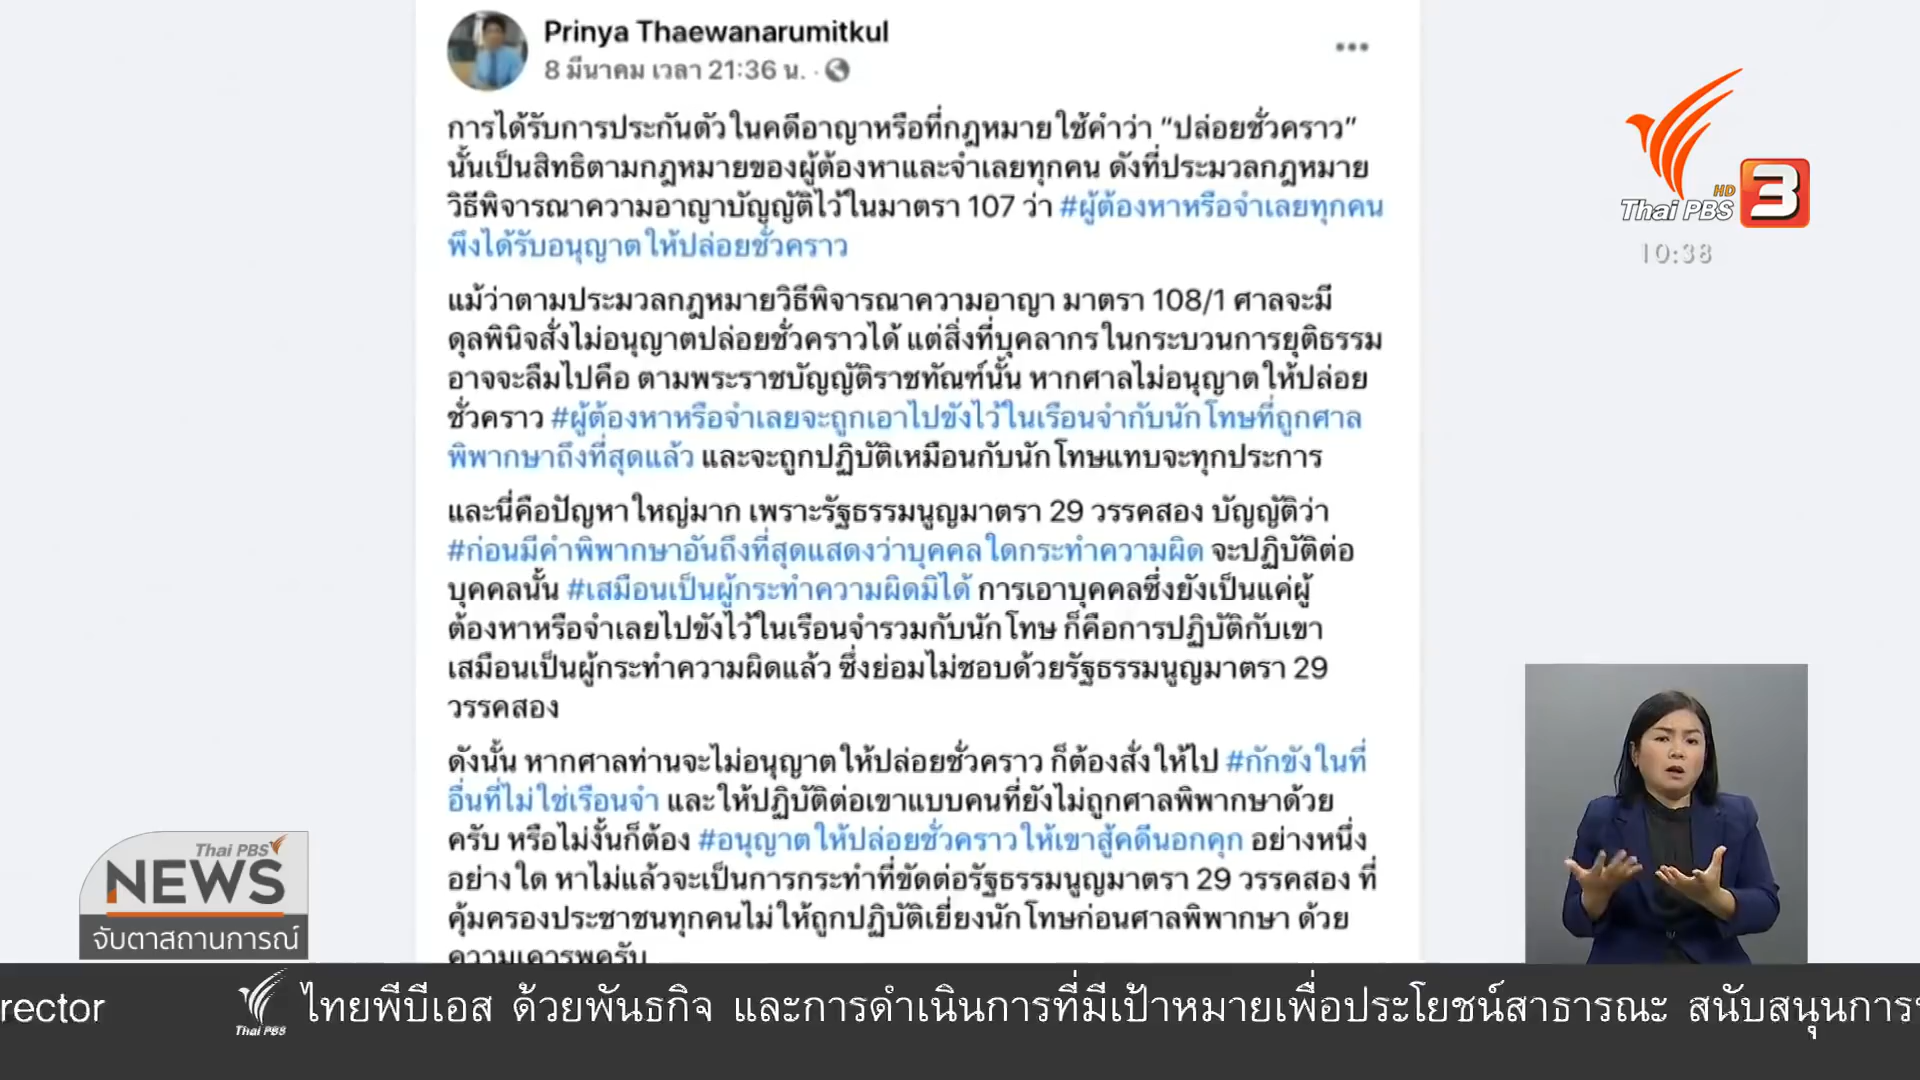 Prinya Thaewanarumitkul
8 มีนาคม เวลา 21:36 น.
การได้รับการประกันตัวในคดีอาญาหรือที่กฎหมายใช้คำว่า "ปล่อยชั่วคราว"
นั้นเป็นสิทธิตามกฎหมายของผู้ต้องหาและจำเลยทุกคน ดังที่ประมวลกฎหมาย
วิธีพิจารณาความอาญาบัญญัติไว้ในมาตรา 107 ว่า #ผู้ต้องหาหรือจำเลยทุกคน
พึงได้รับอนุญาตให้ปล่อยชั่วคราว
แม้ว่าตามประมวลกฎหมายวิธีพิจารณาความอาญา มาตรา 108/1 ศาลจะมี
ดุลพินิจสั่งไม่อนุญาตปล่อยชั่วคราวได้ แต่สิ่งที่บุคลากรในกระบวนการยุติธรรม
อาจจะลืมไปคือ ตามพระราชบัญญัติราชทัณฑ์นั้น หากศาลไม่อนุญาตให้ปล่อย
ชั่วคราว #ผู้ต้องหาหรือจำเลยจะถูกเอาไปขังไว้ในเรือนจำกับนักโทษที่ถูกศาล
พิพากษาถึงที่สุดแล้ว และจะถูกปฏิบัติเหมือนกับนักโทษแทบจะทุกประการ
และนี่คือปัญหาใหญ่มาก เพราะรัฐธรรมนูญมาตรา 29 วรรคสอง บัญญัติว่า
#ก่อนมีคำพิพากษาอันถึงที่สุดแสดงว่าบุคคลใดกระทำความผิด จะปฏิบัติต่อ
บุคคลนั้น #เสมือนเป็นผู้กระทำความผิดมิได้ การเอาบุคคลซึ่งยังเป็นแค่ผู้
ต้องหาหรือจำเลยไปขังไว้ในเรือนจำรวมกับนักโทษ ก็คือการปฏิบัติกับเขา
เสมือนเป็นผู้กระทำความผิดแล้ว ซึ่งย่อมไม่ชอบด้วยรัฐธรรมนูญมาตรา 29
วรรคสอง
ดังนั้น หากศาลท่านจะไม่อนุญาตให้ปล่อยชั่วคราว ก็ต้องสั่งให้ไป #กักขังในที่
อื่นที่ไม่ใช่เรือนจำ และให้ปฏิบัติต่อเขาแบบคนที่ยังไม่ถูกศาลพิพากษาด้วย
ครับ หรือไม่งั้นก็ต้อง #อนุญาตให้ปล่อยชั่วคราวให้เขาสู้คดีนอกคุก อย่างหนึ่ง
อย่างใด หาไม่แล้วจะเป็นการกระทำที่ขัดต่อรัฐธรรมนูญมาตรา 29 วรรคสอง ที่
คุ้มครองประชาชนทุกคนไม่ให้ถูกปฏิบัติเยี่ยงนักโทษก่อนศาลพิพากษา ด้วย
ความเคารพครับ
Thai PBS HD 3
10:38
Thai PBS
NEWS
จับตาสถานการณ์
rector Thai PBS ไทยพีบีเอส ด้วยพันธกิจ และการดำเนินการที่มีเป้าหมายเพื่อประโยชน์สาธารณะ สนับสนุนการ